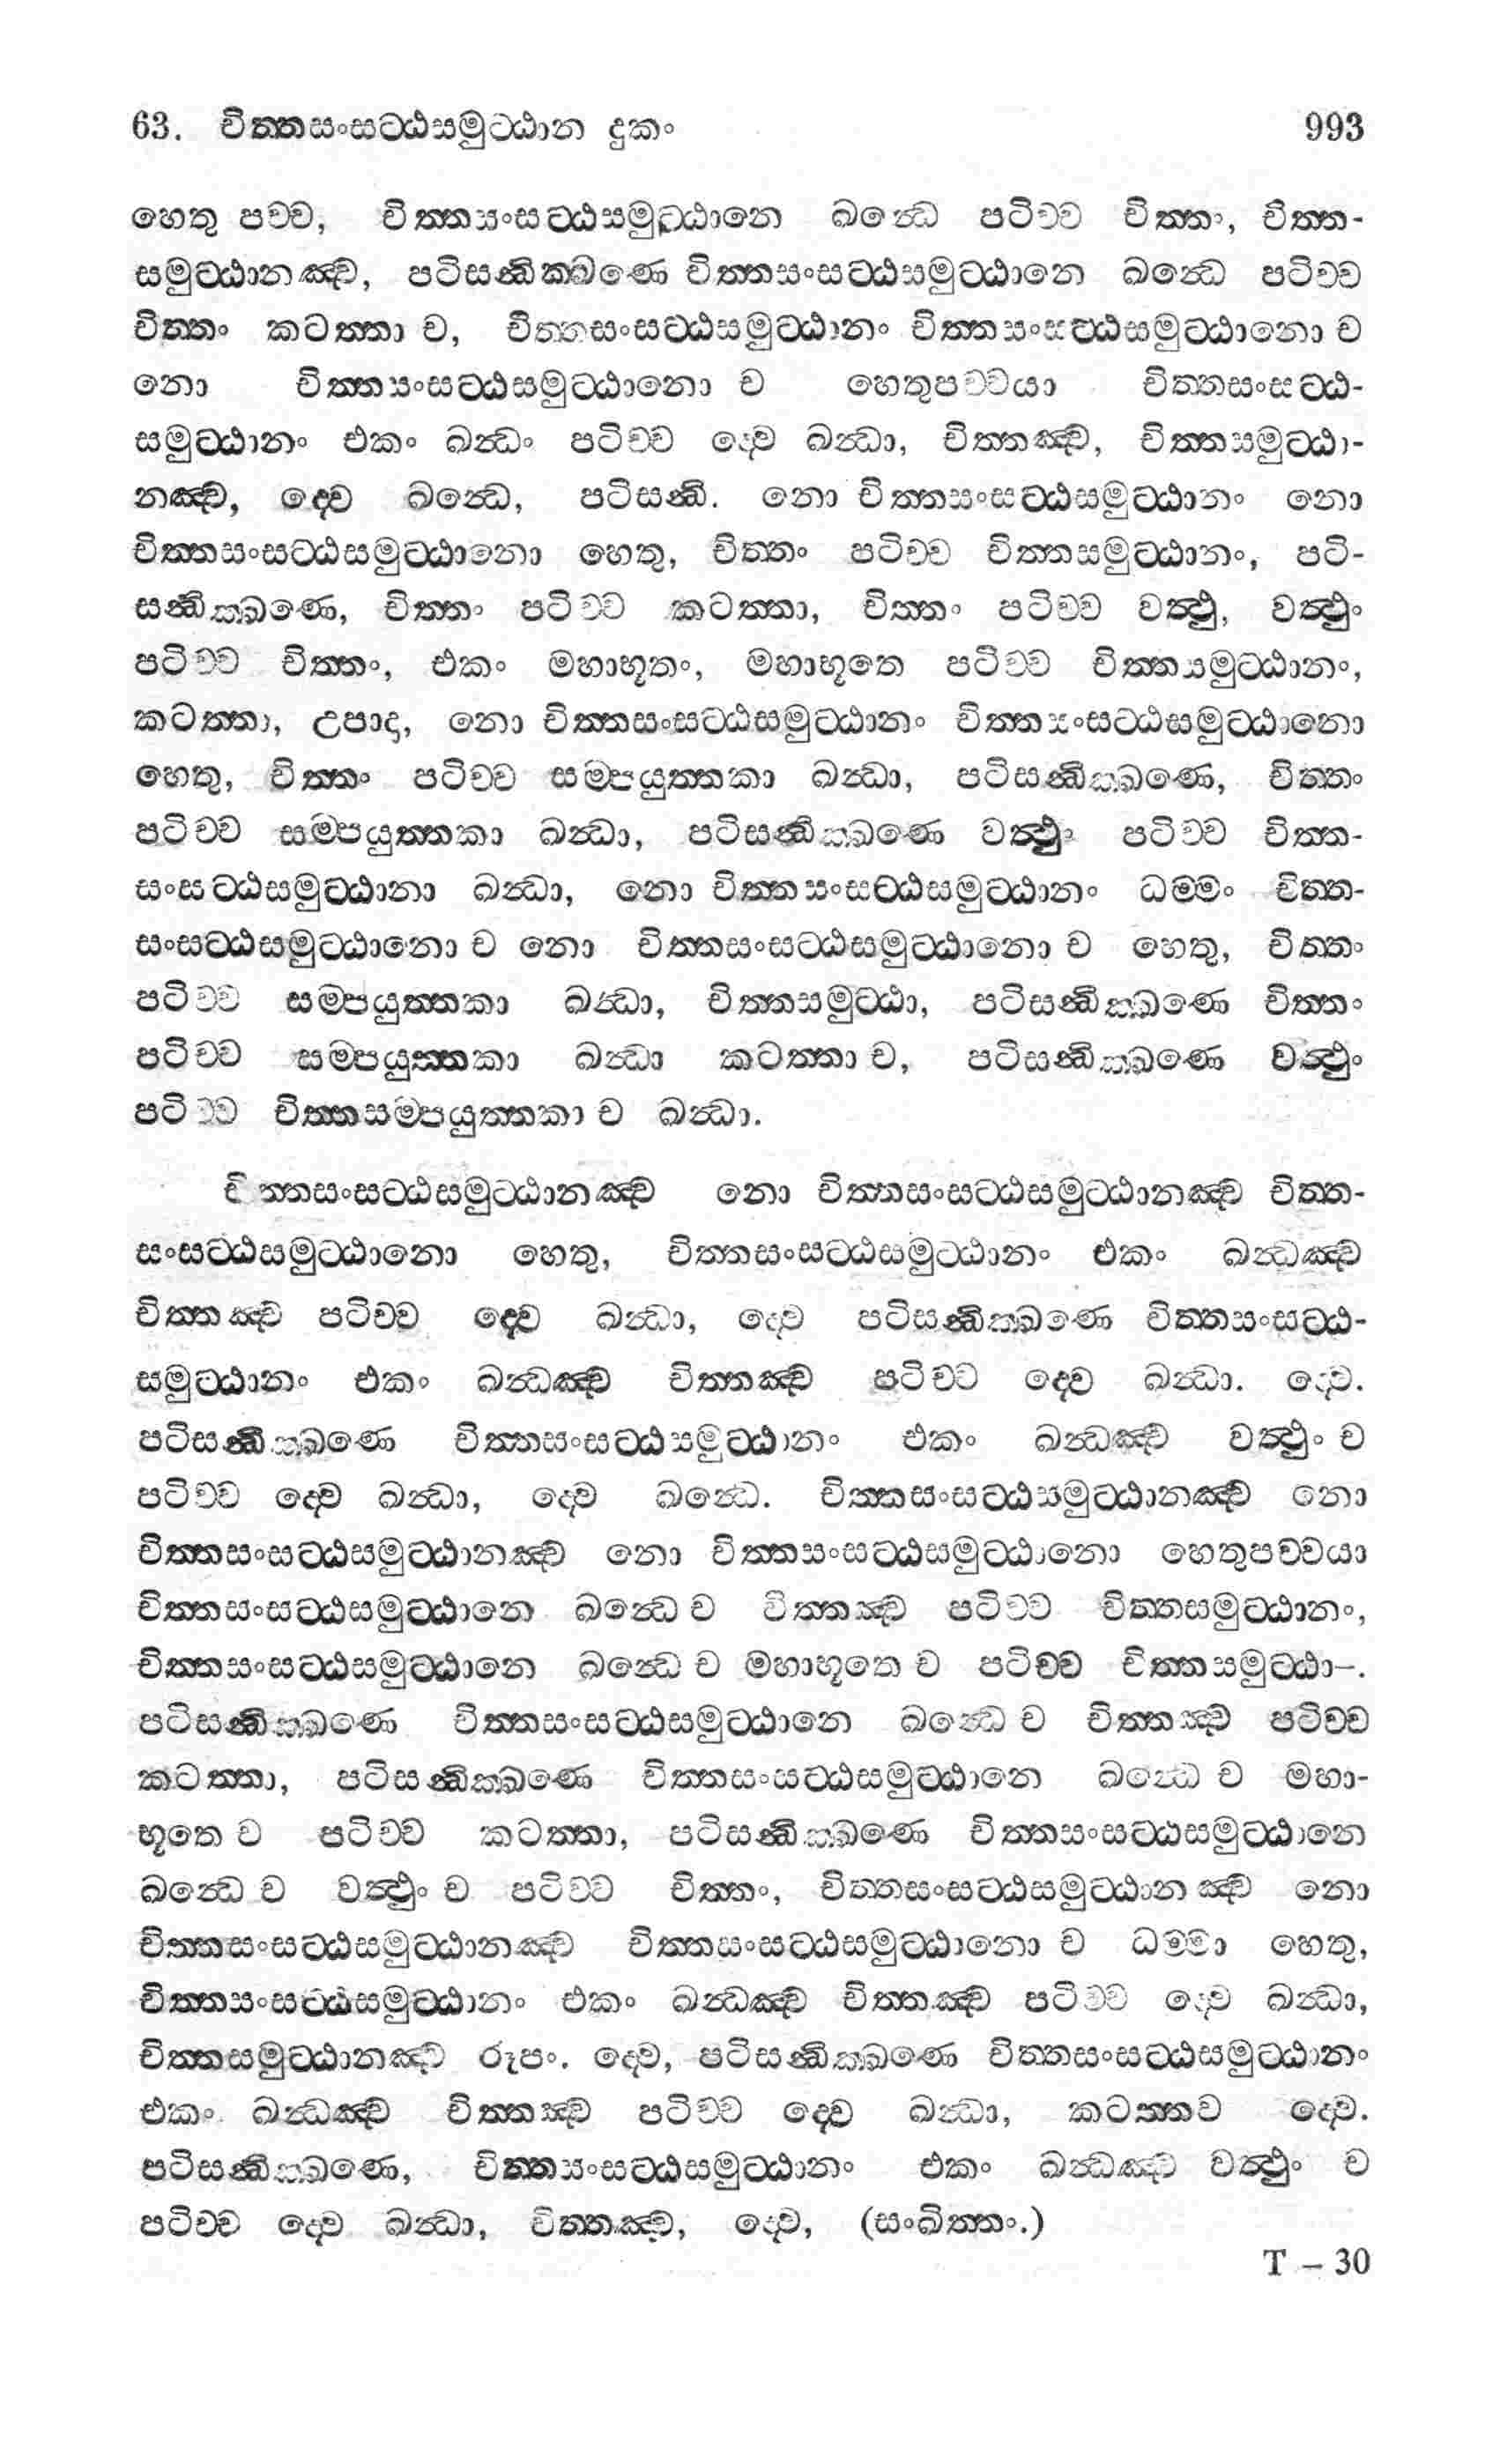 63. චිත්තසංසට්ඨසමුට්ඨාන දුකං 993
හෙතු පච්ච, චිත්තසංසට්ඨසමුට්ඨානෙ ඛන්ධෙ පටිච්ච චිත්තං, චිත්ත-
සමුට්ඨානඤ්ච, පටිසන්ධික්ඛණෙ චිත්තසංසට්ඨසමුට්ඨානෙ ඛන්ධෙ පටිච්ච
චිත්තං කටත්තා ච, චිත්තසංසට්ඨසමුට්ඨානං චිත්තසංසට්ඨසමුට්ඨානො ච
නො චිත්තසංසට්ඨසමුට්ඨානො ච හෙතුපච්චයා චිත්තසංසට්ඨ-
සමුට්ඨානං එකං ඛන්ධං පටිච්ච ද්වෙ ඛන්ධා, චිත්තඤ්ච, චිත්තසමුට්ඨා-
නඤ්ච, ද්වෙ ඛන්ධෙ, පටිසන්ධි. නො චිත්තසංසට්ඨසමුට්ඨානං නො
චිත්තසංසට්ඨසමුට්ඨානො හෙතු, චිත්තං පටිච්ච චිත්තසමුට්ඨානං, පටි-
සන්ධික්ඛණෙ, චිත්තං පටිච්ච කටත්තා, චිත්තං පටිච්ච වත්ථු, වත්ථුං
පටිච්ච චිත්තං, එකං මහාභූතං, මහාභූතෙ පටිච්ච චිත්තසමුට්ඨානං,
කටත්තා, උපාදා, නො චිත්තසංසට්ඨසමුට්ඨානං චිත්තසංසට්ඨසමුට්ඨානො
හෙතු, චිත්තං පටිච්ච සම්පයුත්තකා ඛන්ධා, පටිසන්ධික්ඛණෙ, චිත්තං
පටිච්ච සම්පයුත්තකා ඛන්ධා, පටිසන්ධික්ඛණෙ වත්ථුං පටිච්ච චිත්ත-
සංසට්ඨසමුට්ඨානා ඛන්ධා, නො චිත්තසංසට්ඨසමුට්ඨානං ධම්මං චිත්ත-
සංසට්ඨසමුට්ඨානො ච නො චිත්තසංසට්ඨසමුට්ඨානො ච හෙතු, චිත්තං
පටිච්ච සම්පයුත්තකා ඛන්ධා, චිත්තසමුට්ඨා, පටිසන්ධික්ඛණෙ චිත්තං
පටිච්ච සම්පයුත්තකා ඛන්ධා කටත්තා ච, පටිසන්ධික්ඛණෙ වත්ථුං
පටිච්ච චිත්තසම්පයුත්තකා ච ඛන්ධා.
චිත්තසංසට්ඨසමුට්ඨානඤ්ච නො චිත්තසංසට්ඨසමුට්ඨානඤ්ච චිත්ත-
සංසට්ඨසමුට්ඨානො හෙතු, චිත්තසංසට්ඨසමුට්ඨානං එකං ඛන්ධඤ්ච
චිත්තඤ්ච පටිච්ච ද්වෙ ඛන්ධා, ද්වෙ පටිසන්ධික්ඛණෙ චිත්තසංසට්ඨ-
සමුට්ඨානං එකං ඛන්ධඤ්ච චිත්තඤ්ච පටිච්ච ද්වෙ ඛන්ධා. ද්වෙ.
පටිසන්ධික්ඛණෙ චිත්තසංසට්ඨසමුට්ඨානං එකං ඛන්ධඤ්ච වත්ථුං ච
පටිච්ච ද්වෙ ඛන්ධා, ද්වෙ ඛන්ධෙ. චිත්තසංසට්ඨසමුට්ඨානඤ්ච නො
චිත්තසංසට්ඨසමුට්ඨානඤ්ච නො චිත්තසංසට්ඨසමුට්ඨානො හෙතුපච්චයා
චිත්තසංසට්ඨසමුට්ඨානෙ ඛන්ධෙ ච චිත්තඤ්ච පටිච්ච චිත්තසමුට්ඨානං,
චිත්තසංසට්ඨසමුට්ඨානෙ ඛන්ධෙ ච මහාභූතෙ ච පටිච්ච චිත්තසමුට්ඨා–.
පටිසන්ධික්ඛණෙ චිත්තසංසට්ඨසමුට්ඨානෙ ඛන්ධෙ ච චිත්තඤ්ච පටිච්ච
කටත්තා, පටිසන්ධික්ඛණෙ චිත්තසංසට්ඨසමුට්ඨානෙ ඛන්ධෙ ච මහා-
භූතෙ ච පටිච්ච කටත්තා, පටිසන්ධික්ඛණෙ චිත්තසංසට්ඨසමුට්ඨානෙ
ඛන්ධෙ ච වත්ථුං ච පටිච්ච චිත්තං, චිත්තසංසට්ඨසමුට්ඨානඤ්ච නො
චිත්තසංසට්ඨසමුට්ඨානඤ්ච චිත්තසංසට්ඨසමුට්ඨානො ච ධම්මා හෙතු,
චිත්තසංසට්ඨසමුට්ඨානං එකං ඛන්ධඤ්ච චිත්තඤ්ච පටිච්ච ද්වෙ ඛන්ධා,
චිත්තසමුට්ඨානඤ්ච රූපං. ද්වෙ, පටිසන්ධික්ඛණෙ චිත්තසංසට්ඨසමුට්ඨානං
එකං ඛන්ධඤ්ච චිත්තඤ්ච පටිච්ච ද්වෙ ඛන්ධා, කටත්තච ද්වෙ.
පටිසන්ධික්ඛණෙ, චිත්තසංසට්ඨසමුට්ඨානං එකං ඛන්ධඤ්ච වත්ථුං ච
පටිච්ච ද්වෙ ඛන්ධා, චිත්තඤ්ච, ද්වෙ, (සංඛිත්තං.)
T – 30